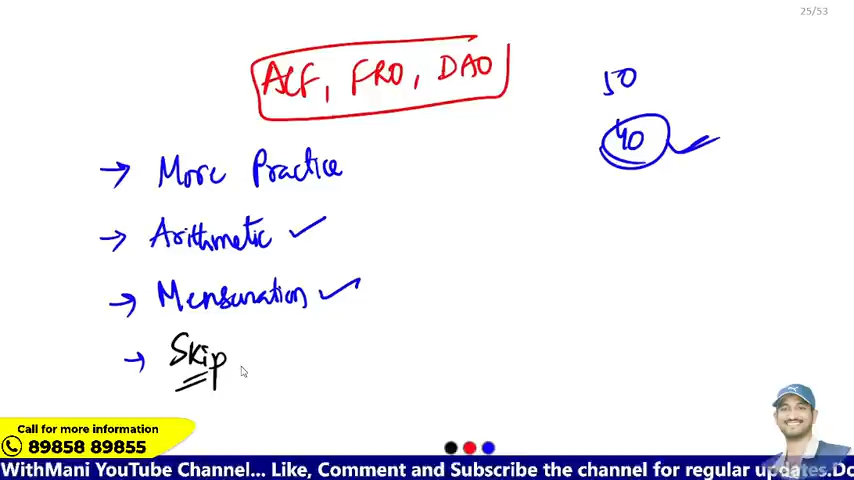 25/53
ACF, FRO, DAO
50
40
→ More Practice
→ Arithmetic ✓
→ Mensuration ✓
→ Skip
Call for more information
89858 89855
WithMani YouTube Channel... Like, Comment and Subscribe the channel for regular updates.Do